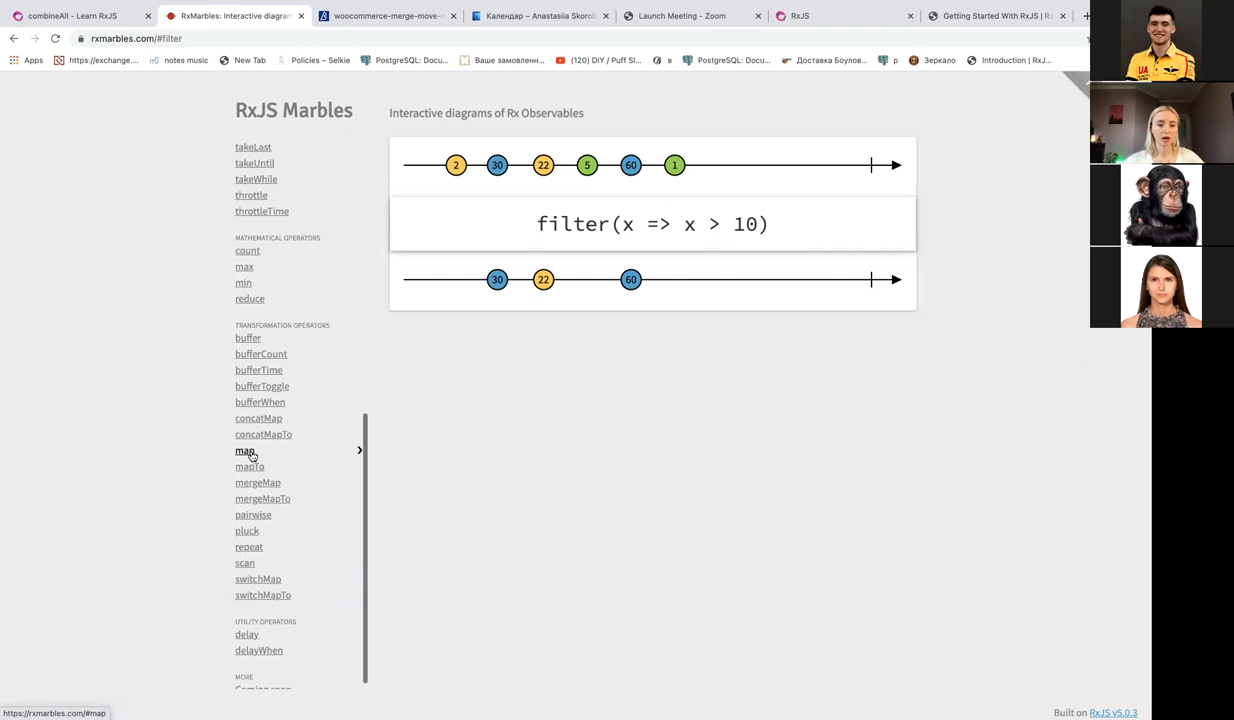 combineAll - Learn RxJS
RxMarbles: Interactive diagram
woocommerce-merge-move-
Календар – Anastasiia Skorob
Launch Meeting - Zoom
RxJS
Getting Started With RxJS | R
rxmarbles.com/#filter
Apps
https://exchange....
notes music
New Tab
Policies – Selkie
PostgreSQL: Docu...
Ваше замовленн...
(120) DIY / Puff Sl...
в
PostgreSQL: Docu...
Доставка Боулов...
р
Зеркало
Introduction | RxJ...
RxJS Marbles
Interactive diagrams of Rx Observables
takeLast
takeUntil
takeWhile
throttle
throttleTime
MATHEMATICAL OPERATORS
count
max
min
reduce
TRANSFORMATION OPERATORS
buffer
bufferCount
bufferTime
bufferToggle
bufferWhen
concatMap
concatMapTo
map
mapTo
mergeMap
mergeMapTo
pairwise
pluck
repeat
scan
switchMap
switchMapTo
UTILITY OPERATORS
delay
delayWhen
MORE
Coming soon
2 30 22 5 60 1
filter(x => x > 10)
30 22 60
UA
https://rxmarbles.com/#map
Built on RxJS v5.0.3